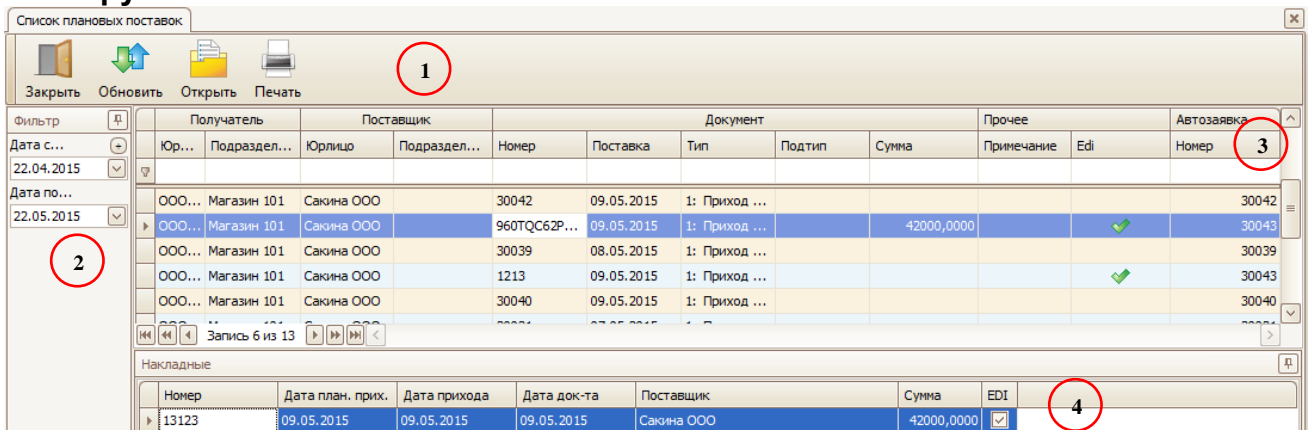 Список плановых поставок
1
Закрыть Обновить Открыть Печать
Фильтр
Получатель Поставщик Документ Прочее Автозаявка
Дата с...
Юр... Подраздел... Юрлицо Подраздел... Номер Поставка Тип Подтип Сумма Примечание Edi Номер 3
22.04.2015
Дата по...
22.05.2015
ООО... Магазин 101 Сакина ООО 30042 09.05.2015 1: Приход ... 30042
ООО... Магазин 101 Сакина ООО 960TQC62P... 09.05.2015 1: Приход ... 42000,0000 30043
ООО... Магазин 101 Сакина ООО 30039 08.05.2015 1: Приход ... 30039
2
ООО... Магазин 101 Сакина ООО 1213 09.05.2015 1: Приход ... 30043
ООО... Магазин 101 Сакина ООО 30040 09.05.2015 1: Приход ... 30040
Запись 6 из 13
Накладные
Номер Дата план. прих. Дата прихода Дата док-та Поставщик Сумма EDI 4
13123 09.05.2015 09.05.2015 09.05.2015 Сакина ООО 42000,0000